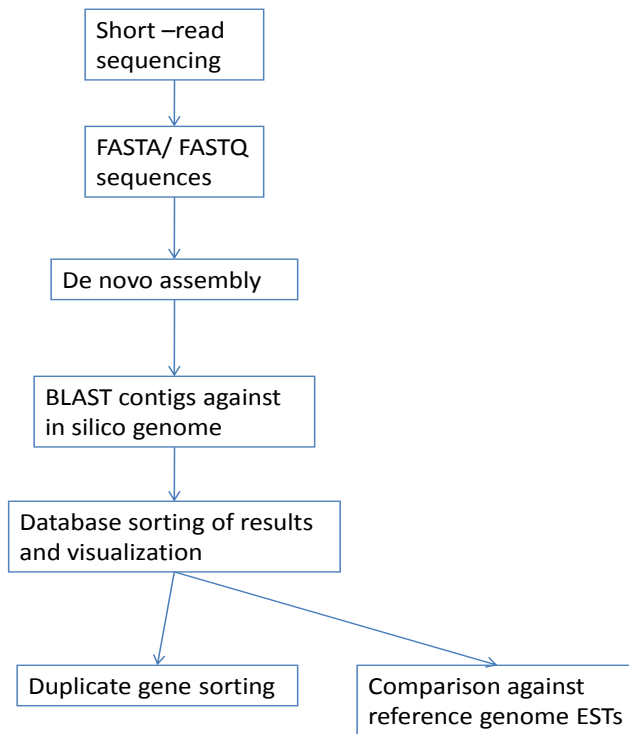 Short –read
sequencing
FASTA/ FASTQ
sequences
De novo assembly
BLAST contigs against
in silico genome
Database sorting of results
and visualization
Duplicate gene sorting
Comparison against
reference genome ESTs